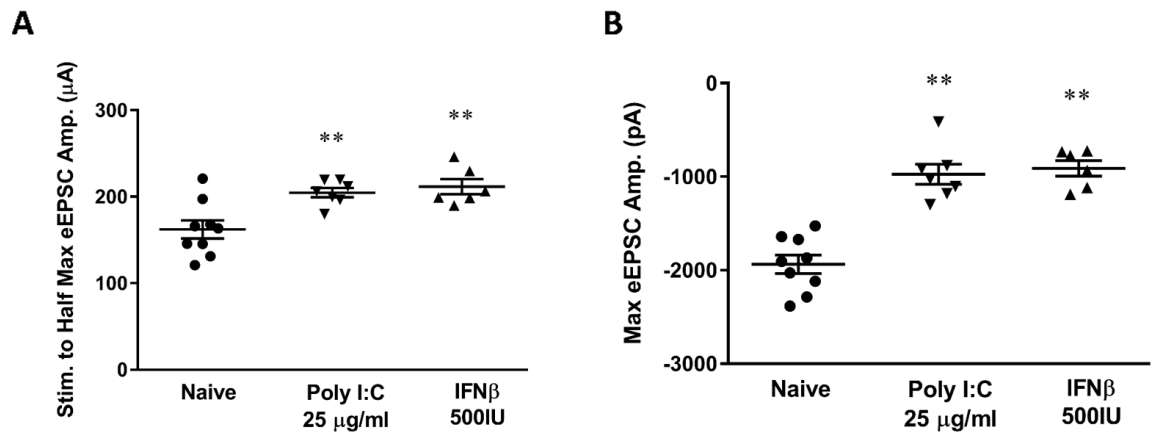 A
Stim. to Half Max eEPSC Amp. (μA)
300
200
100
0
**
**
Naive
Poly I:C
25 μg/ml
IFNβ
500IU
B
Max eEPSC Amp. (pA)
0
-1000
-2000
-3000
**
**
Naive
Poly I:C
25 μg/ml
IFNβ
500IU